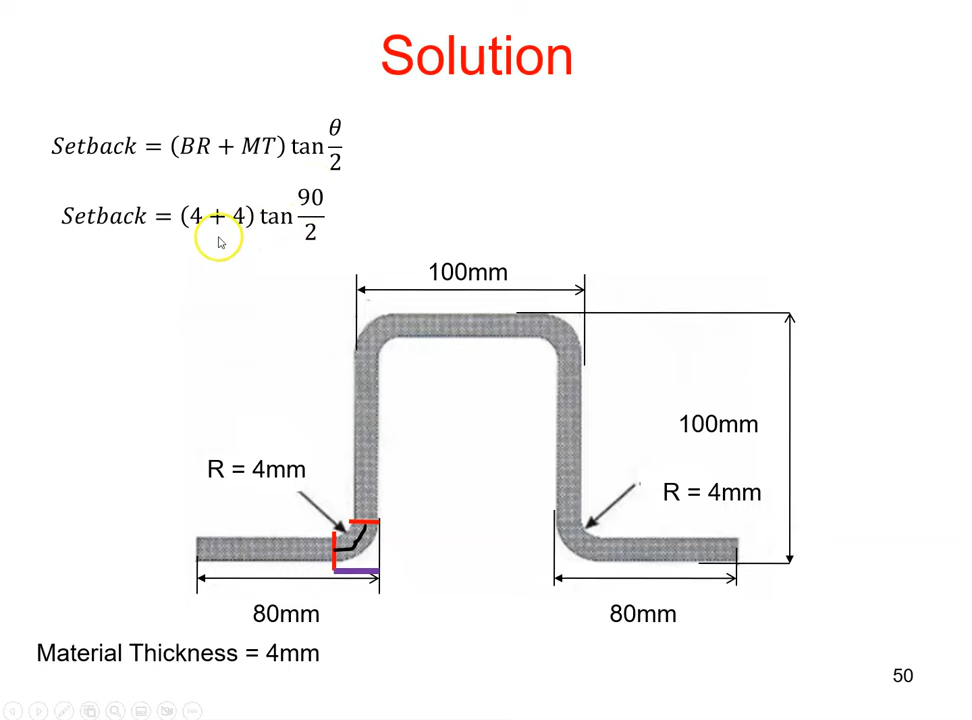 Solution
Setback = (BR + MT) tan θ/2
Setback = (4 + 4) tan 90/2
100mm
100mm
R = 4mm
R = 4mm
80mm
80mm
Material Thickness = 4mm
50